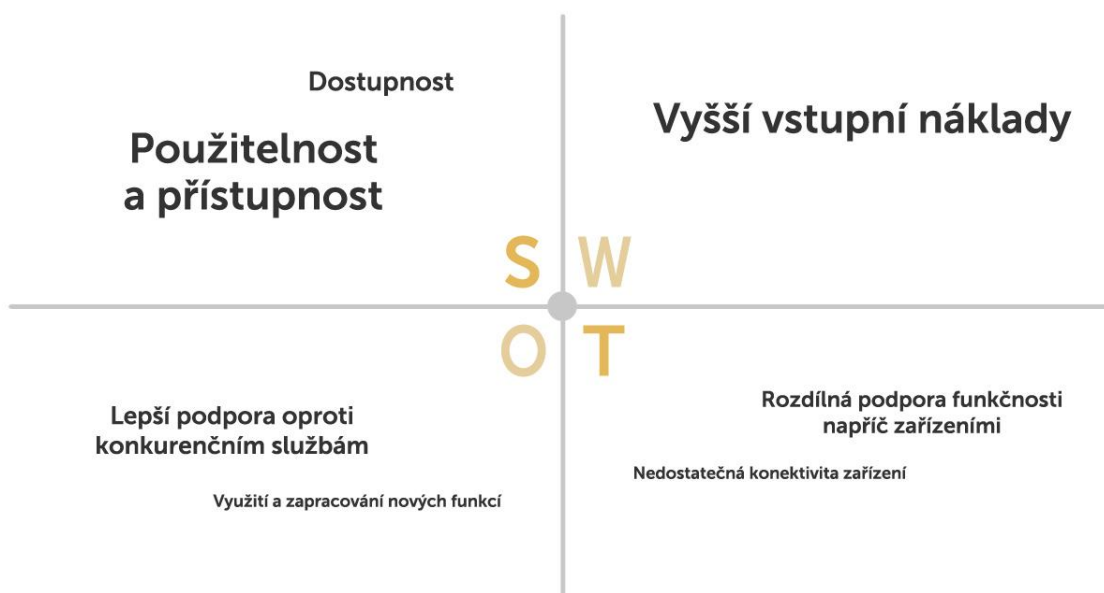 Dostupnost
Použitelnost
a přístupnost
Vyšší vstupní náklady
S W
O T
Lepší podpora oproti
konkurenčním službám
Využití a zapracování nových funkcí
Rozdílná podpora funkčnosti
napříč zařízeními
Nedostatečná konektivita zařízení